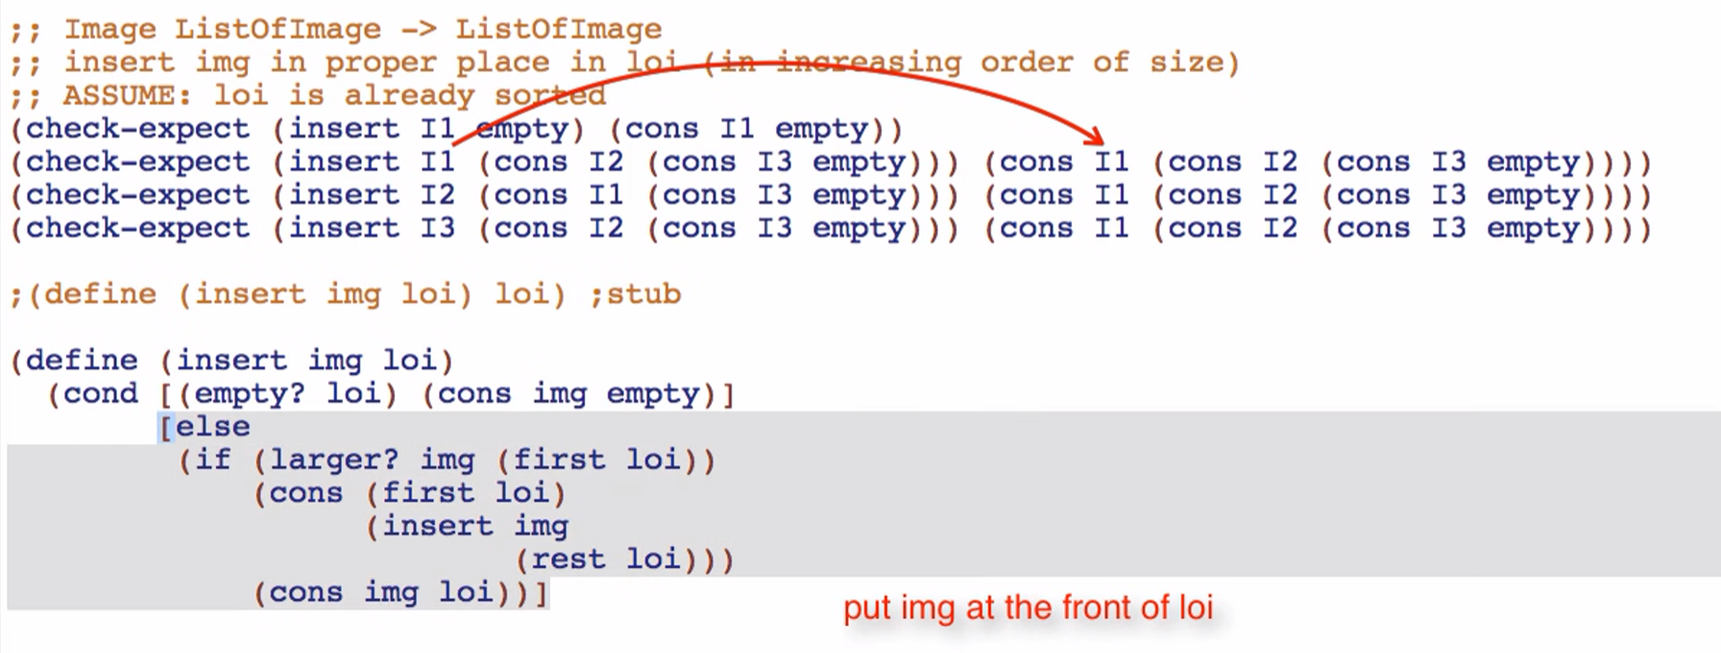 ;; Image ListOfImage -> ListOfImage
;; insert img in proper place in loi (in increasing order of size)
;; ASSUME: loi is already sorted
(check-expect (insert I1 empty) (cons I1 empty))
(check-expect (insert I1 (cons I2 (cons I3 empty))) (cons I1 (cons I2 (cons I3 empty))))
(check-expect (insert I2 (cons I1 (cons I3 empty))) (cons I1 (cons I2 (cons I3 empty))))
(check-expect (insert I3 (cons I2 (cons I3 empty))) (cons I1 (cons I2 (cons I3 empty))))
;(define (insert img loi) loi) ;stub
(define (insert img loi)
  (cond [(empty? loi) (cons img empty)]
        [else
         (if (larger? img (first loi))
             (cons (first loi)
                   (insert img
                           (rest loi)))
             (cons img loi))]
put img at the front of loi